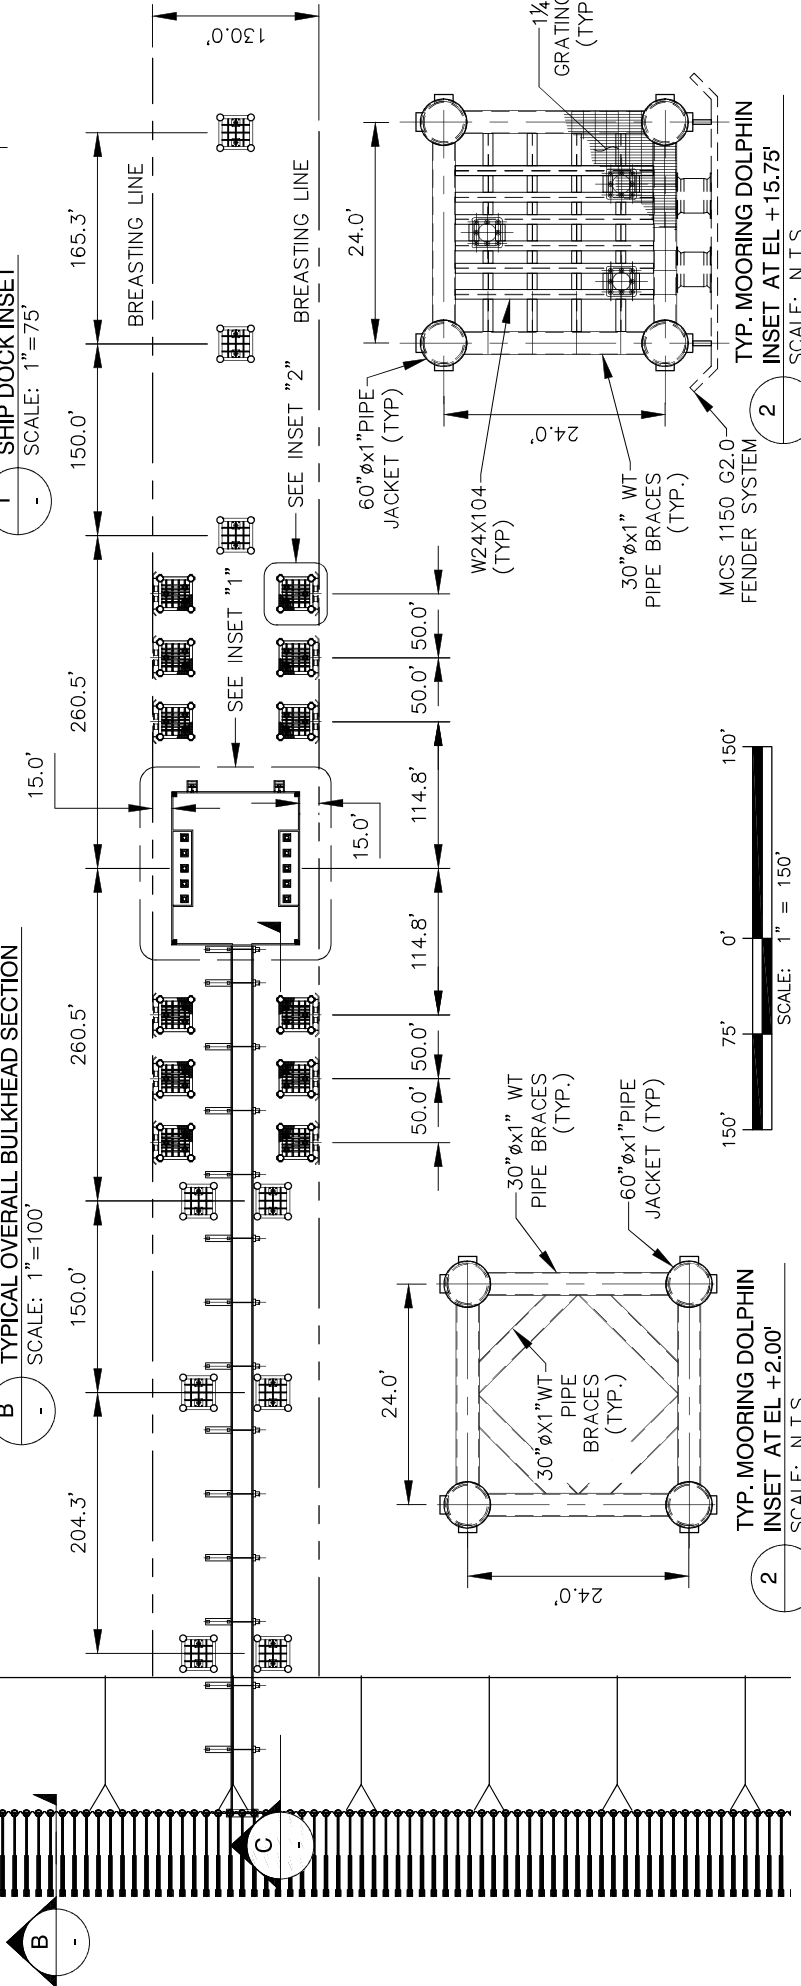 1
SHIP DOCK INSET
SCALE: 1"=75'
-
B
TYPICAL OVERALL BULKHEAD SECTION
SCALE: 1"=100'
-
204.3'
150.0'
260.5'
260.5'
150.0'
165.3'
15.0'
130.0'
BREASTING LINE
BREASTING LINE
SEE INSET "1"
SEE INSET "2"
15.0'
50.0'
50.0'
114.8'
114.8'
50.0'
50.0'
B
-
C
-
24.0'
24.0'
30"øX1"WT
PIPE
BRACES
(TYP.)
30"øx1" WT
PIPE BRACES
(TYP.)
60"øx1"PIPE
JACKET (TYP)
2
TYP. MOORING DOLPHIN
INSET AT EL +2.00'
SCALE: N.T.S.
150'
75'
0'
150'
SCALE: 1" = 150'
24.0'
24.0'
60"øx1"PIPE
JACKET (TYP)
W24X104
(TYP)
30"øx1" WT
PIPE BRACES
(TYP.)
MCS 1150 G2.0
FENDER SYSTEM
GRATING
(TYP
2
TYP. MOORING DOLPHIN
INSET AT EL +15.75'
SCALE: N.T.S.